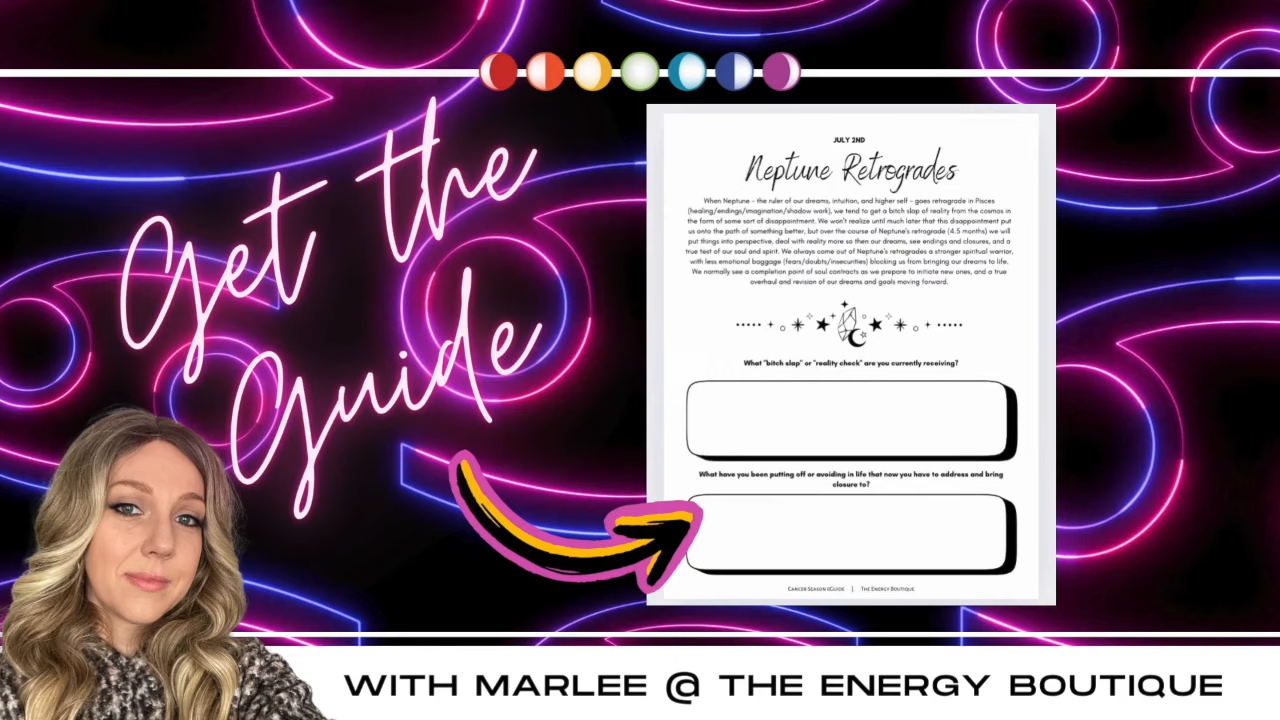 Get the
Guide
JULY 2ND
Neptune Retrogrades
When Neptune - the ruler of our dreams, intuition, and higher self - goes retrograde in Pisces
(healing/endings/imagination/shadow work), we tend to get a bitch slap of reality from the cosmos in
the form of some sort of disappointment. We won't realize until much later that this disappointment put
us onto the path of something better, but over the course of Neptune's retrograde (4.5 months) we will
put things into perspective, deal with reality more so then our dreams, see endings and closures, and a
true test of our soul and spirit. We always come out of Neptune's retrogrades a stronger spiritual warrior,
with less emotional baggage (fears/doubts/insecurities) blocking us from bringing our dreams to life.
We normally see a completion point of soul contracts as we prepare to initiate new ones, and a true
overhaul and revision of our dreams and goals moving forward.
What "bitch slap" or "reality check" are you currently receiving?
What have you been putting off or avoiding in life that now you have to address and bring
closure to?
CANCER SEASON EGUIDE | THE ENERGY BOUTIQUE
WITH MARLEE @ THE ENERGY BOUTIQUE